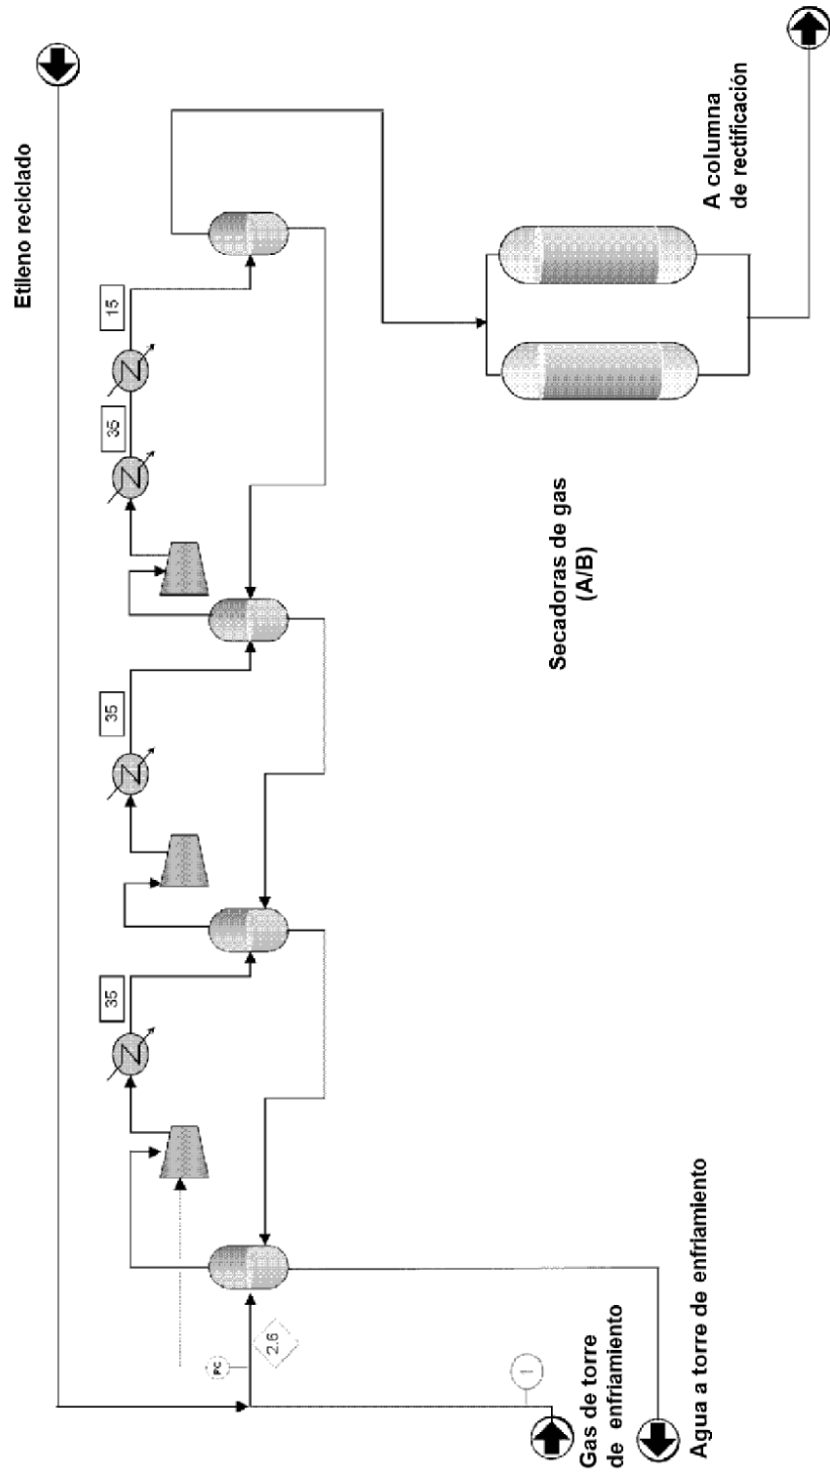 Etileno reciclado
15
35
35
35
A columna
de rectificación
Secadoras de gas
(A/B)
PC
2.6
1
Gas de torre
de enfriamiento
Agua a torre de enfriamiento